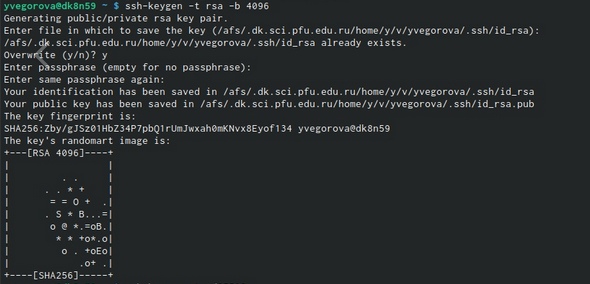 yvegorova@dk8n59 ~ $ ssh-keygen -t rsa -b 4096
Generating public/private rsa key pair.
Enter file in which to save the key (/afs/.dk.sci.pfu.edu.ru/home/y/v/yvegorova/.ssh/id_rsa):
/afs/.dk.sci.pfu.edu.ru/home/y/v/yvegorova/.ssh/id_rsa already exists.
Overwrite (y/n)? y
Enter passphrase (empty for no passphrase):
Enter same passphrase again:
Your identification has been saved in /afs/.dk.sci.pfu.edu.ru/home/y/v/yvegorova/.ssh/id_rsa
Your public key has been saved in /afs/.dk.sci.pfu.edu.ru/home/y/v/yvegorova/.ssh/id_rsa.pub
The key fingerprint is:
SHA256:Zby/gJSz01HbZ34P7pbQ1rUmJwxah0mKNvx8Eyof134 yvegorova@dk8n59
The key's randomart image is:
+---[RSA 4096]----+
|                 |
|         . .     |
|      . . * +    |
|       = = O +  .|
|      . S * B...=|
|       o @ *.=oB.|
|        * * +o*.o|
|         o . +oEo|
|            .o+ .|
+----[SHA256]-----+